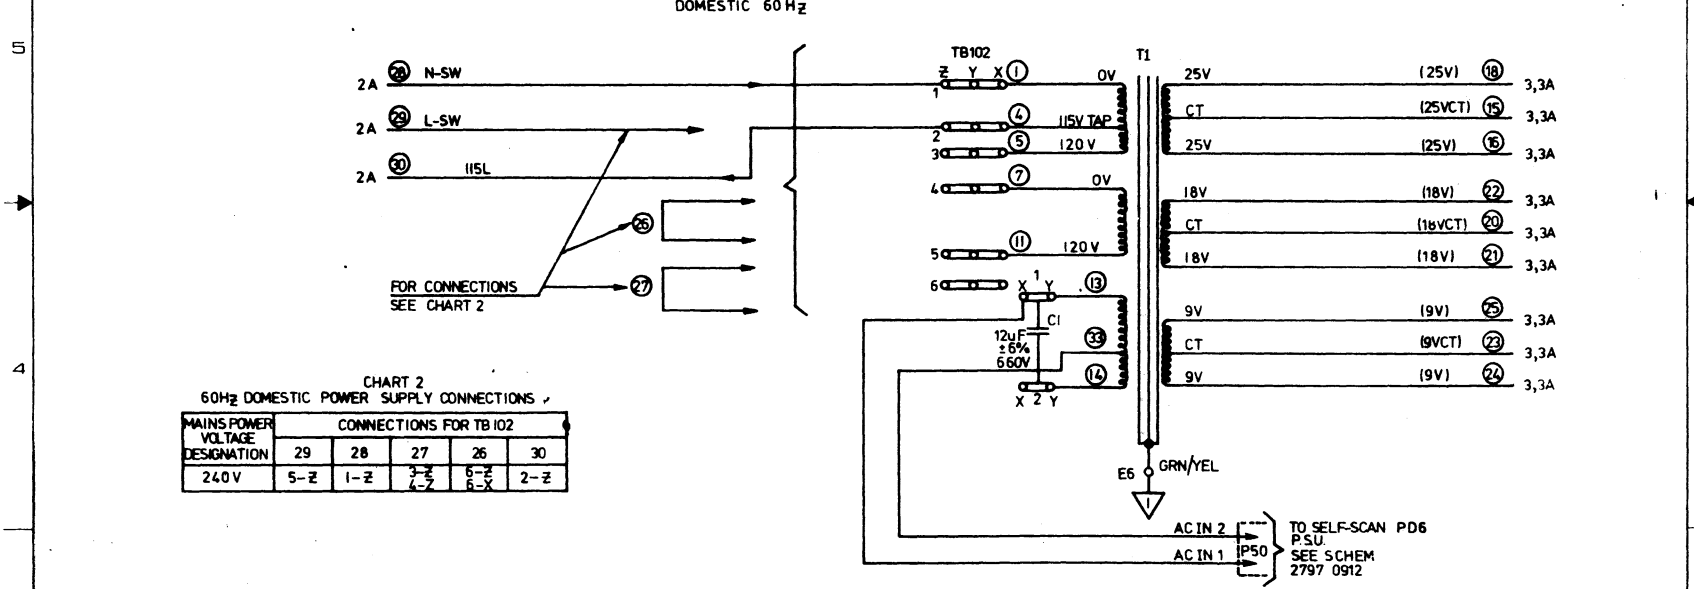 DOMESTIC 60Hz
5
4
2A 28 N-SW
2A 29 L-SW
2A 30 115L
26
27
FOR CONNECTIONS
SEE CHART 2
TB102
Z Y X
1 1 0V
2 4 115V TAP
3 5 120V
4 7 0V
5 11 120V
6
X 1 Y 13
C1
12uF
±6%
660V
33
14
X 2 Y
T1
25V (25V) 18 3,3A
CT (25VCT) 15 3,3A
25V (25V) 16 3,3A
18V (18V) 22 3,3A
CT (18VCT) 20 3,3A
18V (18V) 21 3,3A
9V (9V) 25 3,3A
CT (9VCT) 23 3,3A
9V (9V) 24 3,3A
E6 GRN/YEL
1
AC IN 2
AC IN 1
P50
TO SELF-SCAN PD6
P.S.U.
SEE SCHEM
2797 0912
CHART 2
60Hz DOMESTIC POWER SUPPLY CONNECTIONS
MAINS POWER
VOLTAGE
DESIGNATION
CONNECTIONS FOR TB102
29 28 27 26 30
240V 5-Z 1-Z 3-Z 6-Z 2-Z
4-Z 6-X